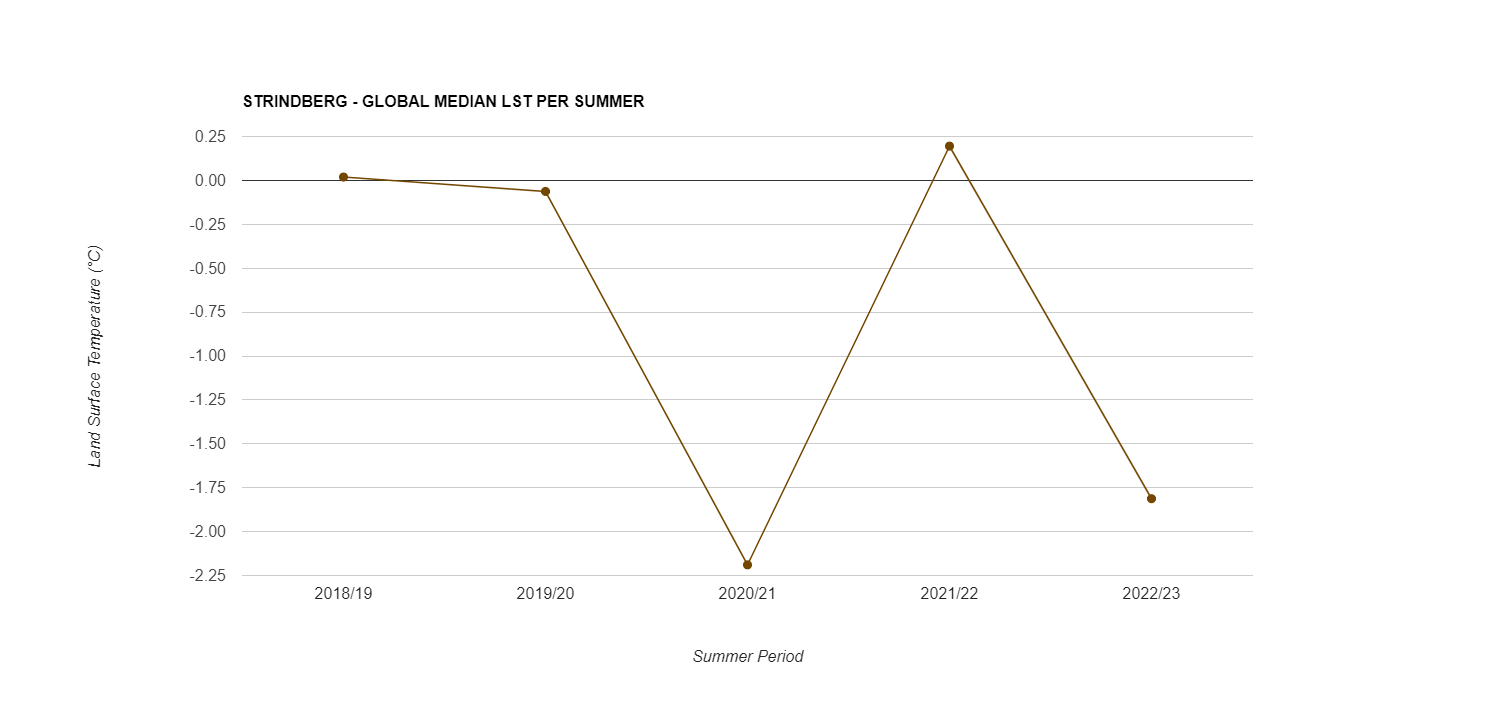 STRINDBERG - GLOBAL MEDIAN LST PER SUMMER
0.25
0.00
-0.25
-0.50
-0.75
-1.00
-1.25
-1.50
-1.75
-2.00
-2.25
Land Surface Temperature (°C)
2018/19 2019/20 2020/21 2021/22 2022/23
Summer Period